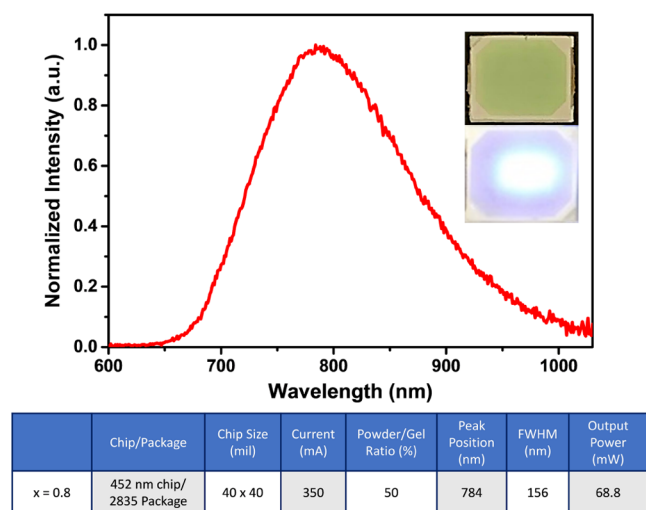 Normalized Intensity (a.u.)
1.0
0.8
0.6
0.4
0.2
0.0
600 700 800 900 1000
Wavelength (nm)
Chip/Package Chip Size (mil) Current (mA) Powder/Gel Ratio (%) Peak Position (nm) FWHM (nm) Output Power (mW)
x = 0.8 452 nm chip/ 2835 Package 40 x 40 350 50 784 156 68.8